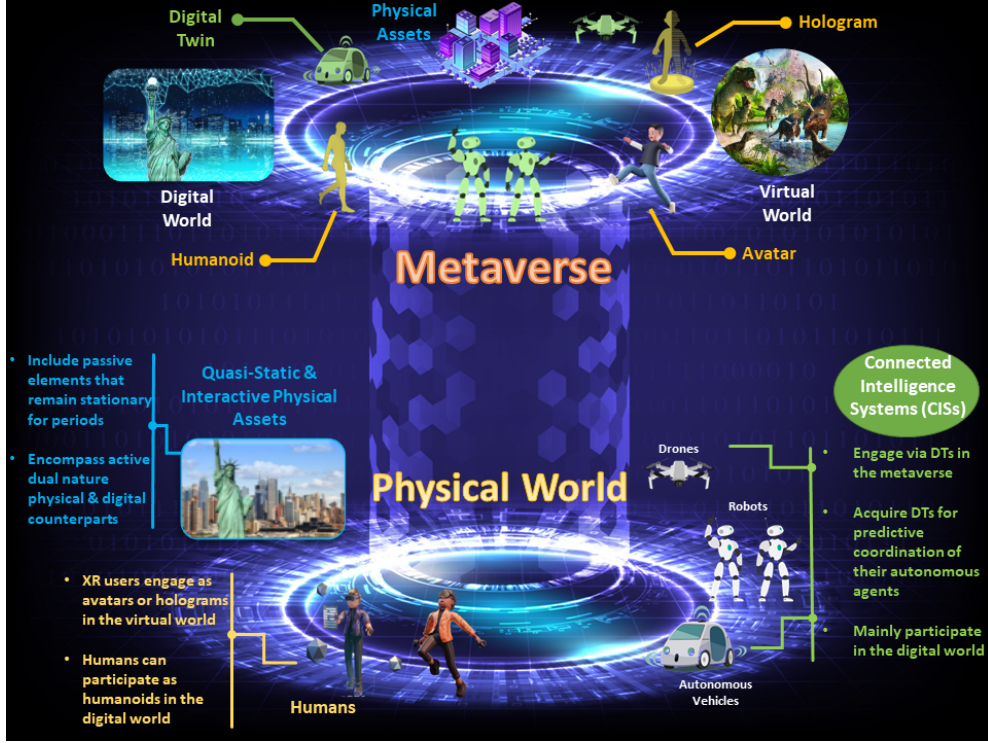 Digital
Twin
Physical
Assets
Hologram
Digital
World
Virtual
World
Humanoid
Avatar
Metaverse
• Include passive
elements that
remain stationary
for periods
• Encompass active
dual nature
physical & digital
counterparts
Quasi-Static &
Interactive Physical
Assets
Connected
Intelligence
Systems (CISs)
Physical World
Drones
Robots
Autonomous
Vehicles
• Engage via DTs in
the metaverse
• Acquire DTs for
predictive
coordination of
their autonomous
agents
• Mainly participate
in the digital world
• XR users engage as
avatars or holograms
in the virtual world
• Humans can
participate as
humanoids in the
digital world
Humans